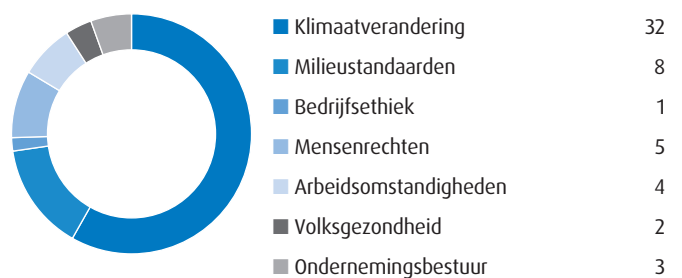 Klimaatverandering 32
Milieustandaarden 8
Bedrijfsethiek 1
Mensenrechten 5
Arbeidsomstandigheden 4
Volksgezondheid 2
Ondernemingsbestuur 3